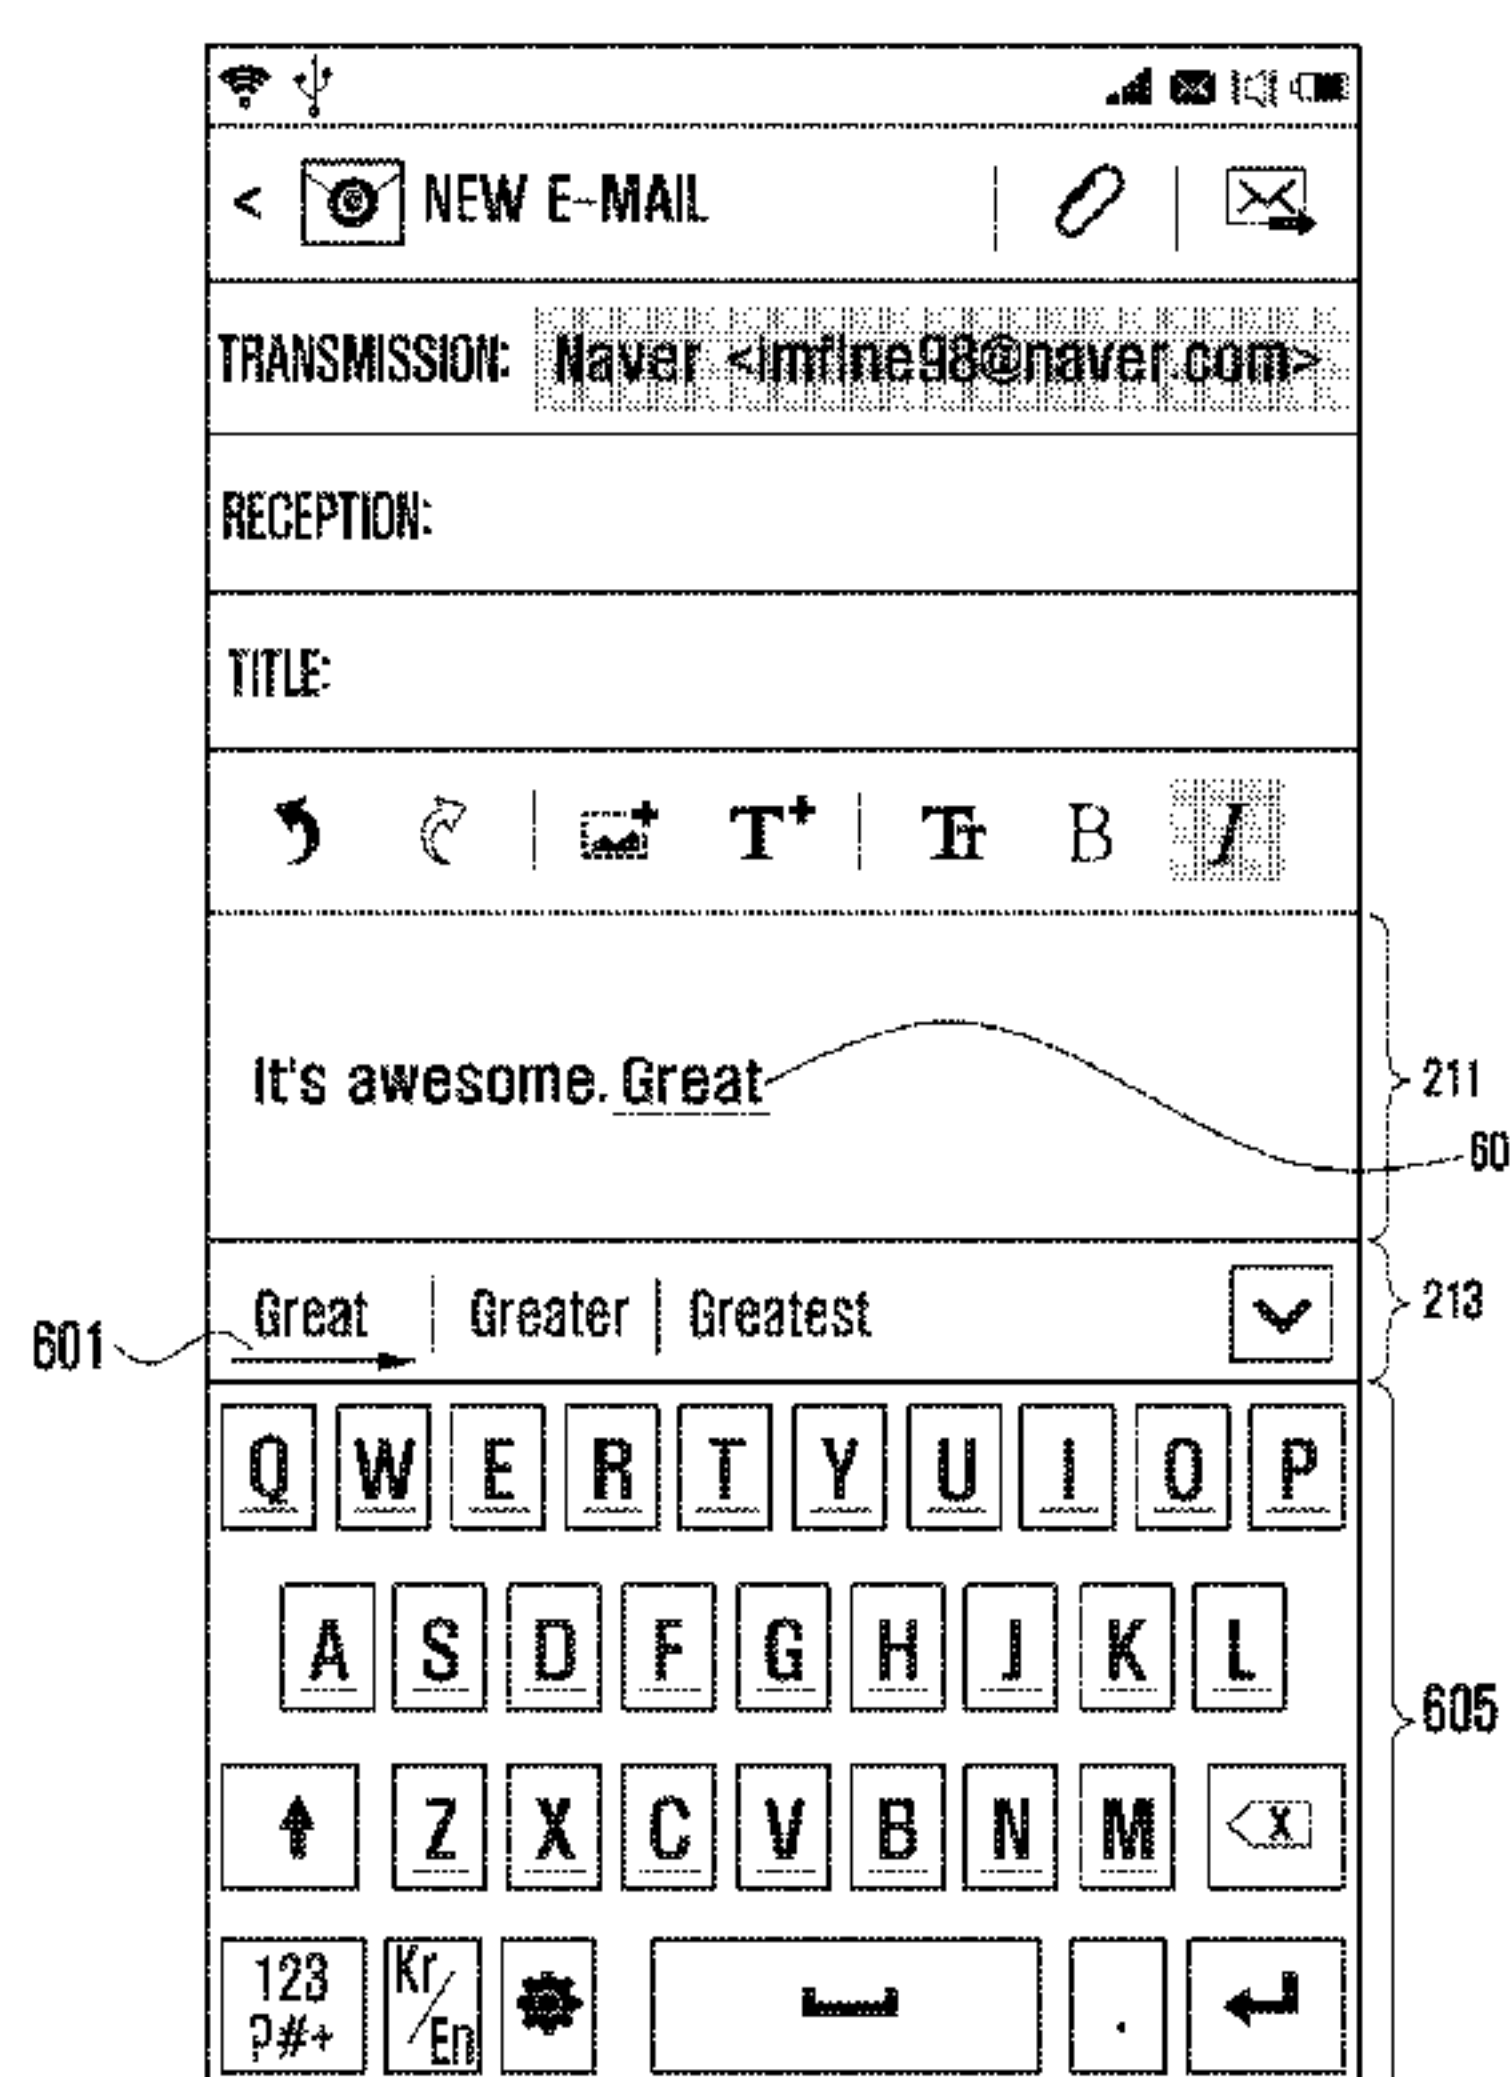 NEW E-MAIL
TRANSMISSION: Naver <imfine98@naver.com>
RECEPTION:
TITLE:
T+ Tт B I
It's awesome. Great
211
60
Great Greater Greatest
213
601
Q W E R T Y U I O P
A S D F G H J K L
605
Z X C V B N M X
123 Kr/En .
?#+